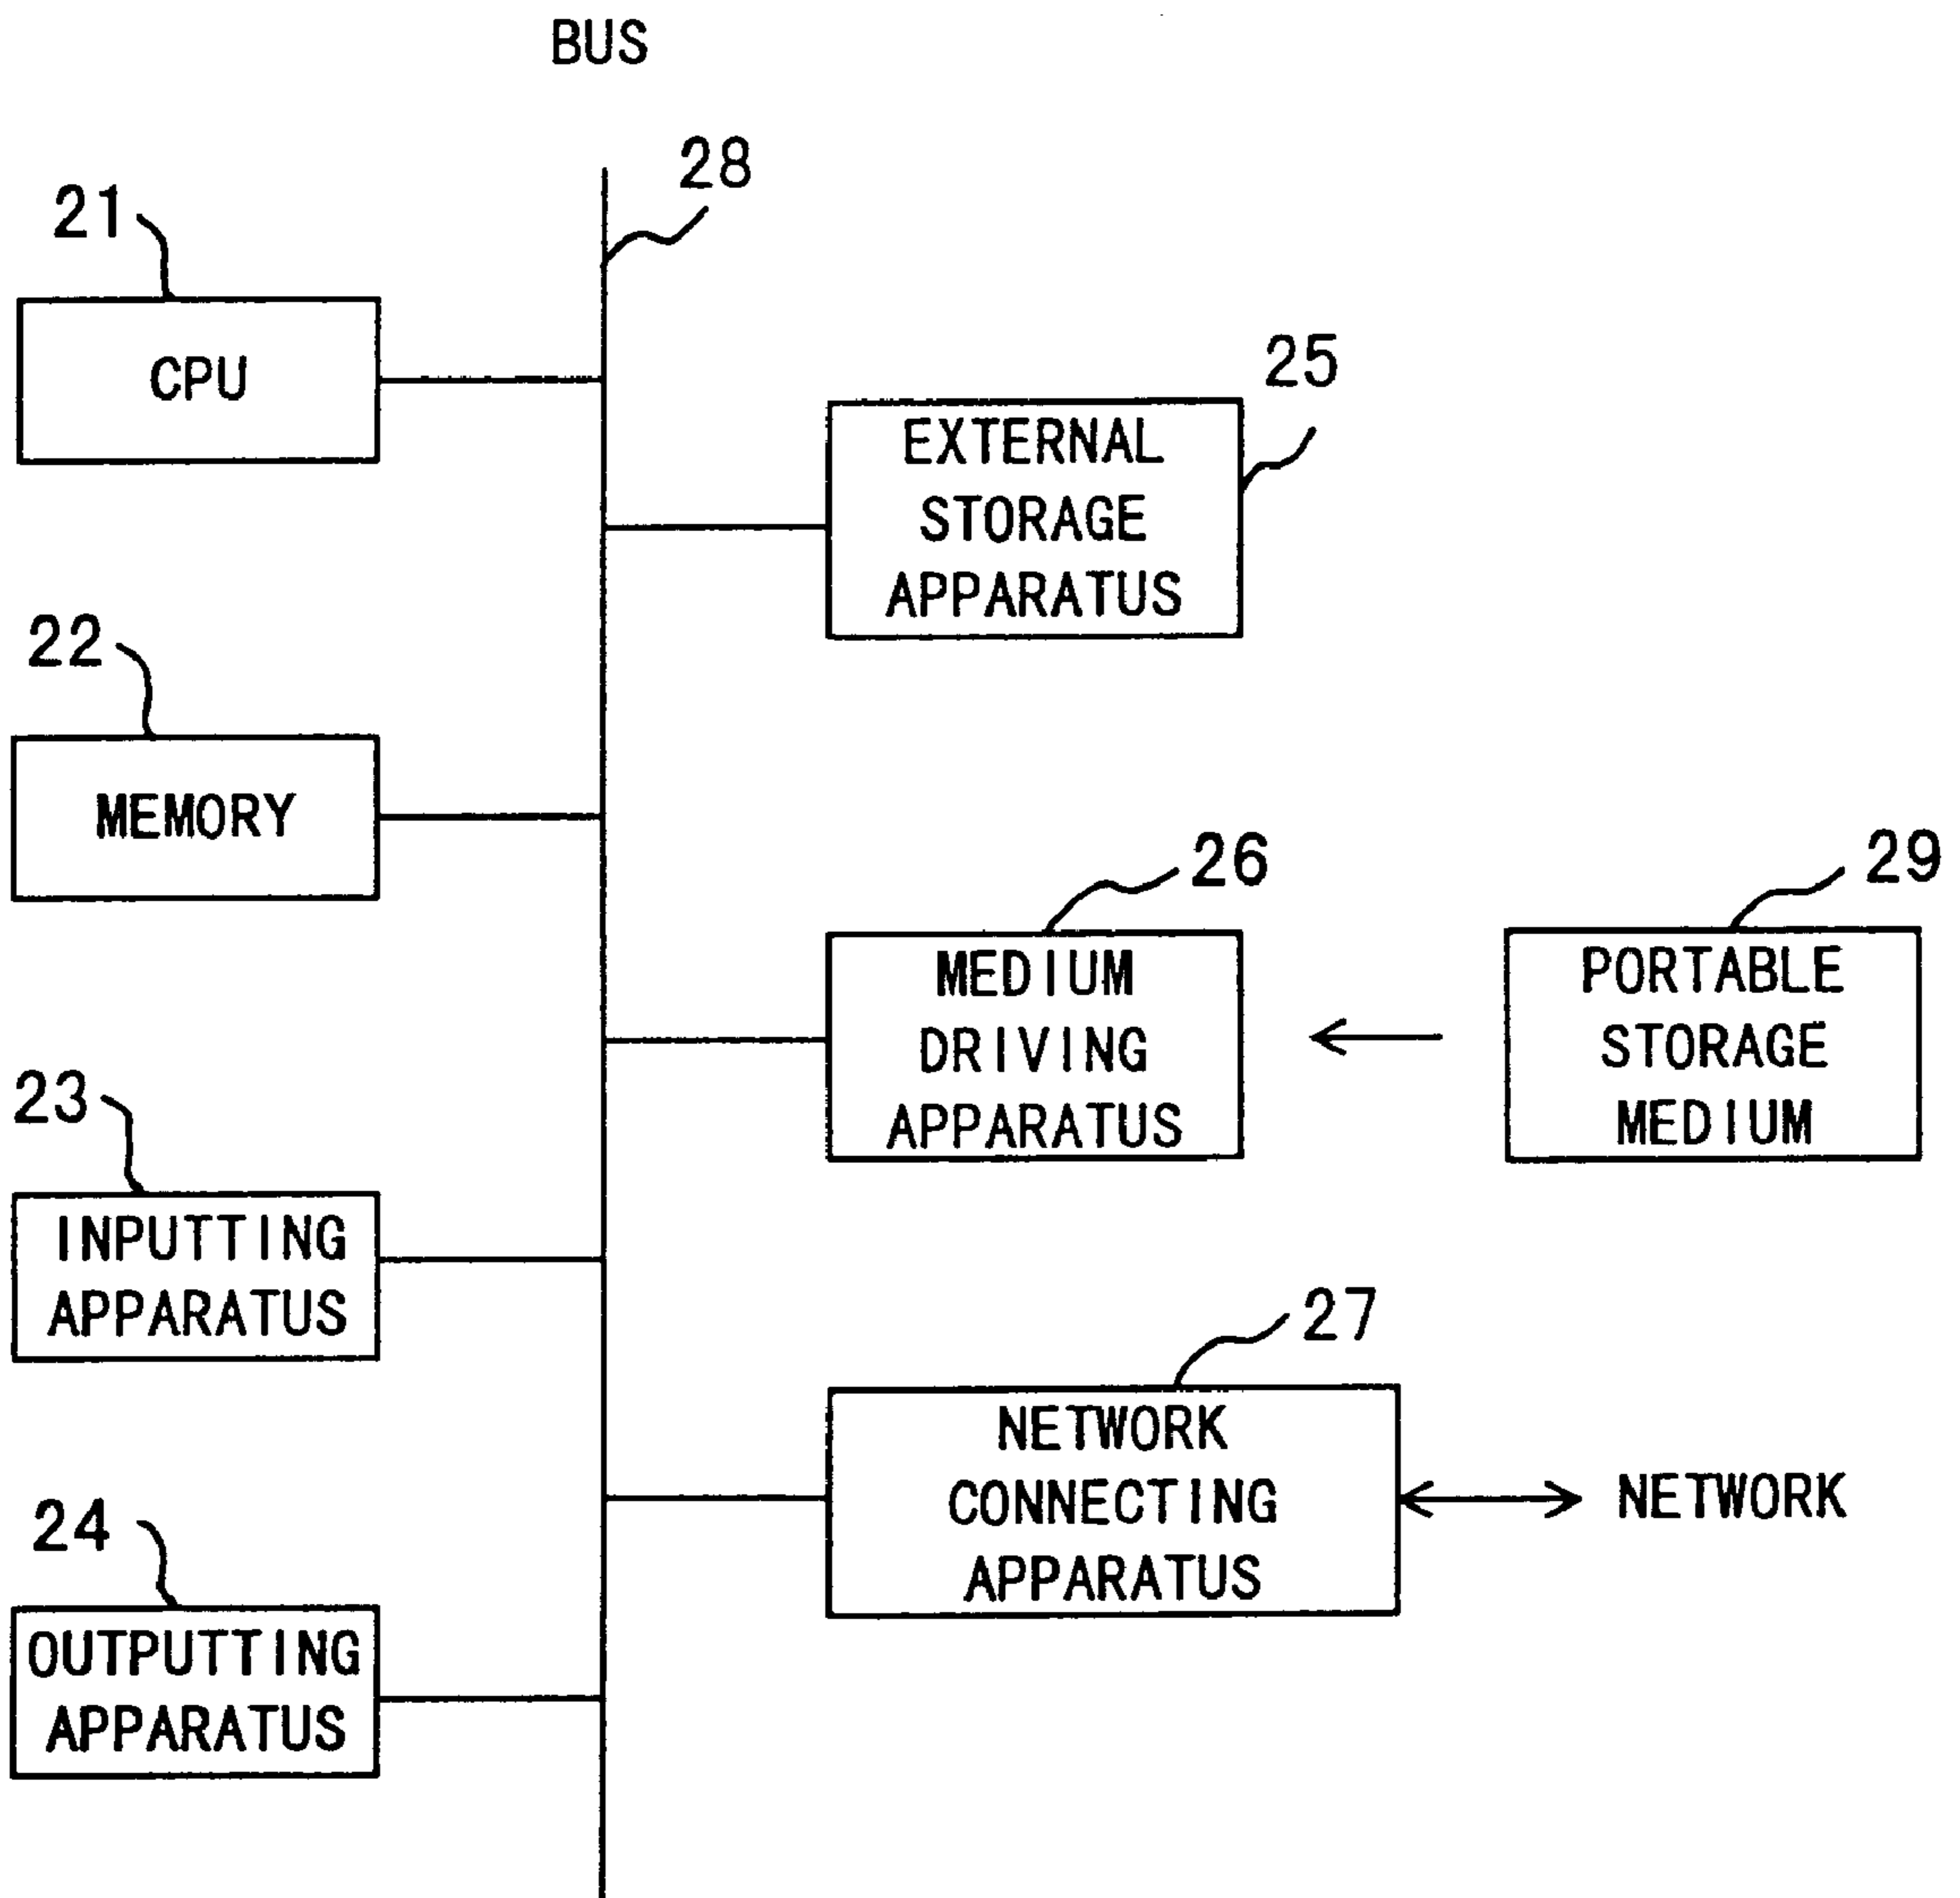 BUS
28
21
CPU
25
EXTERNAL
STORAGE
APPARATUS
22
MEMORY
26
MEDIUM
DRIVING
APPARATUS
29
PORTABLE
STORAGE
MEDIUM
23
INPUTTING
APPARATUS
27
NETWORK
CONNECTING
APPARATUS
NETWORK
24
OUTPUTTING
APPARATUS